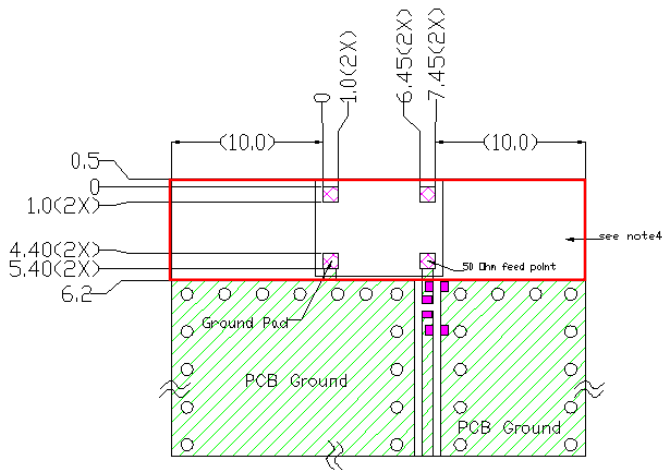 0
1.0(2X)
6.45(2X)
7.45(2X)
(10.0)
(10.0)
0.5
0
1.0(2X)
4.40(2X)
5.40(2X)
6.2
see note4
50 Ohm feed point
Ground Pad
PCB Ground
PCB Ground